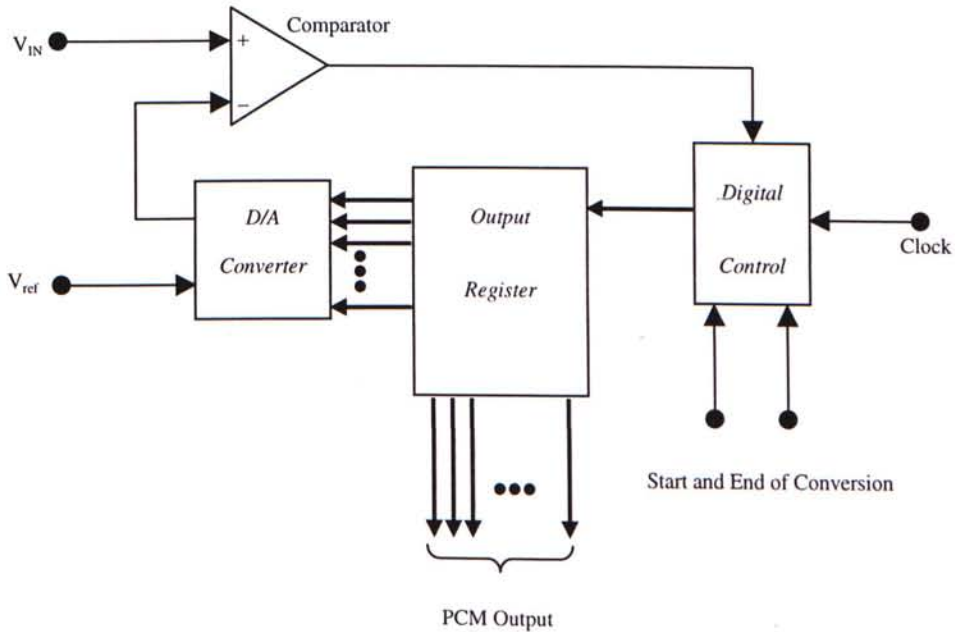 Comparator
V_IN
+
−
D/A
Converter
Output
Register
Digital
Control
Clock
V_ref
Start and End of Conversion
PCM Output